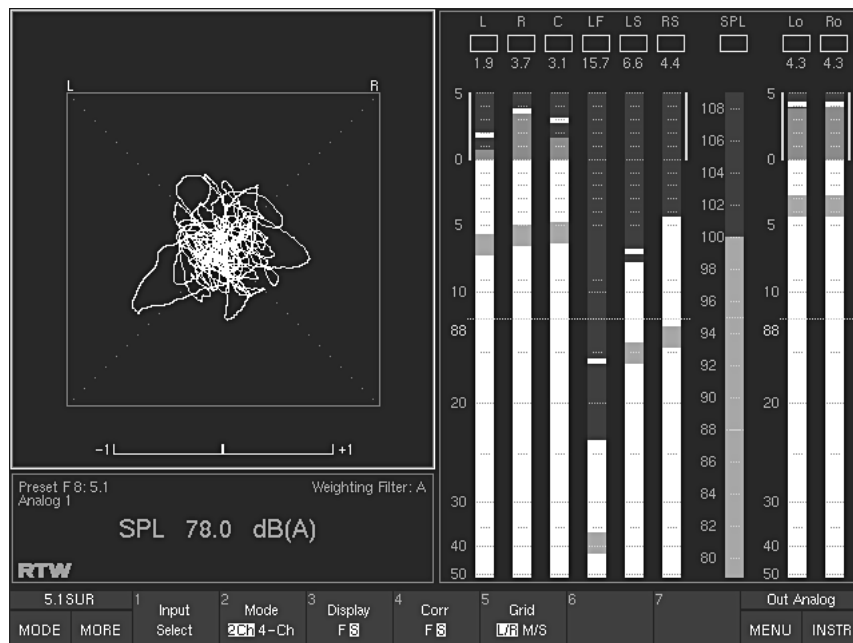 L R
-1 +1
Preset F 8: 5.1 Weighting Filter: A
Analog 1
SPL 78.0 dB(A)
RTW
L R C LF LS RS SPL Lo Ro
1.9 3.7 3.1 15.7 6.6 4.4 4.3 4.3
5 108 5
106
0 104 0
102
5 100 5
98
10 96 10
88 94 88
92
90
20 88 20
86
30 84 30
82
40 80 40
50 50
5.1SUR 1 2 3 4 5 6 7 Out Analog
Input Mode Display Corr Grid
MODE MORE Select 2Ch 4-Ch F S F S L/R M/S MENU INSTR